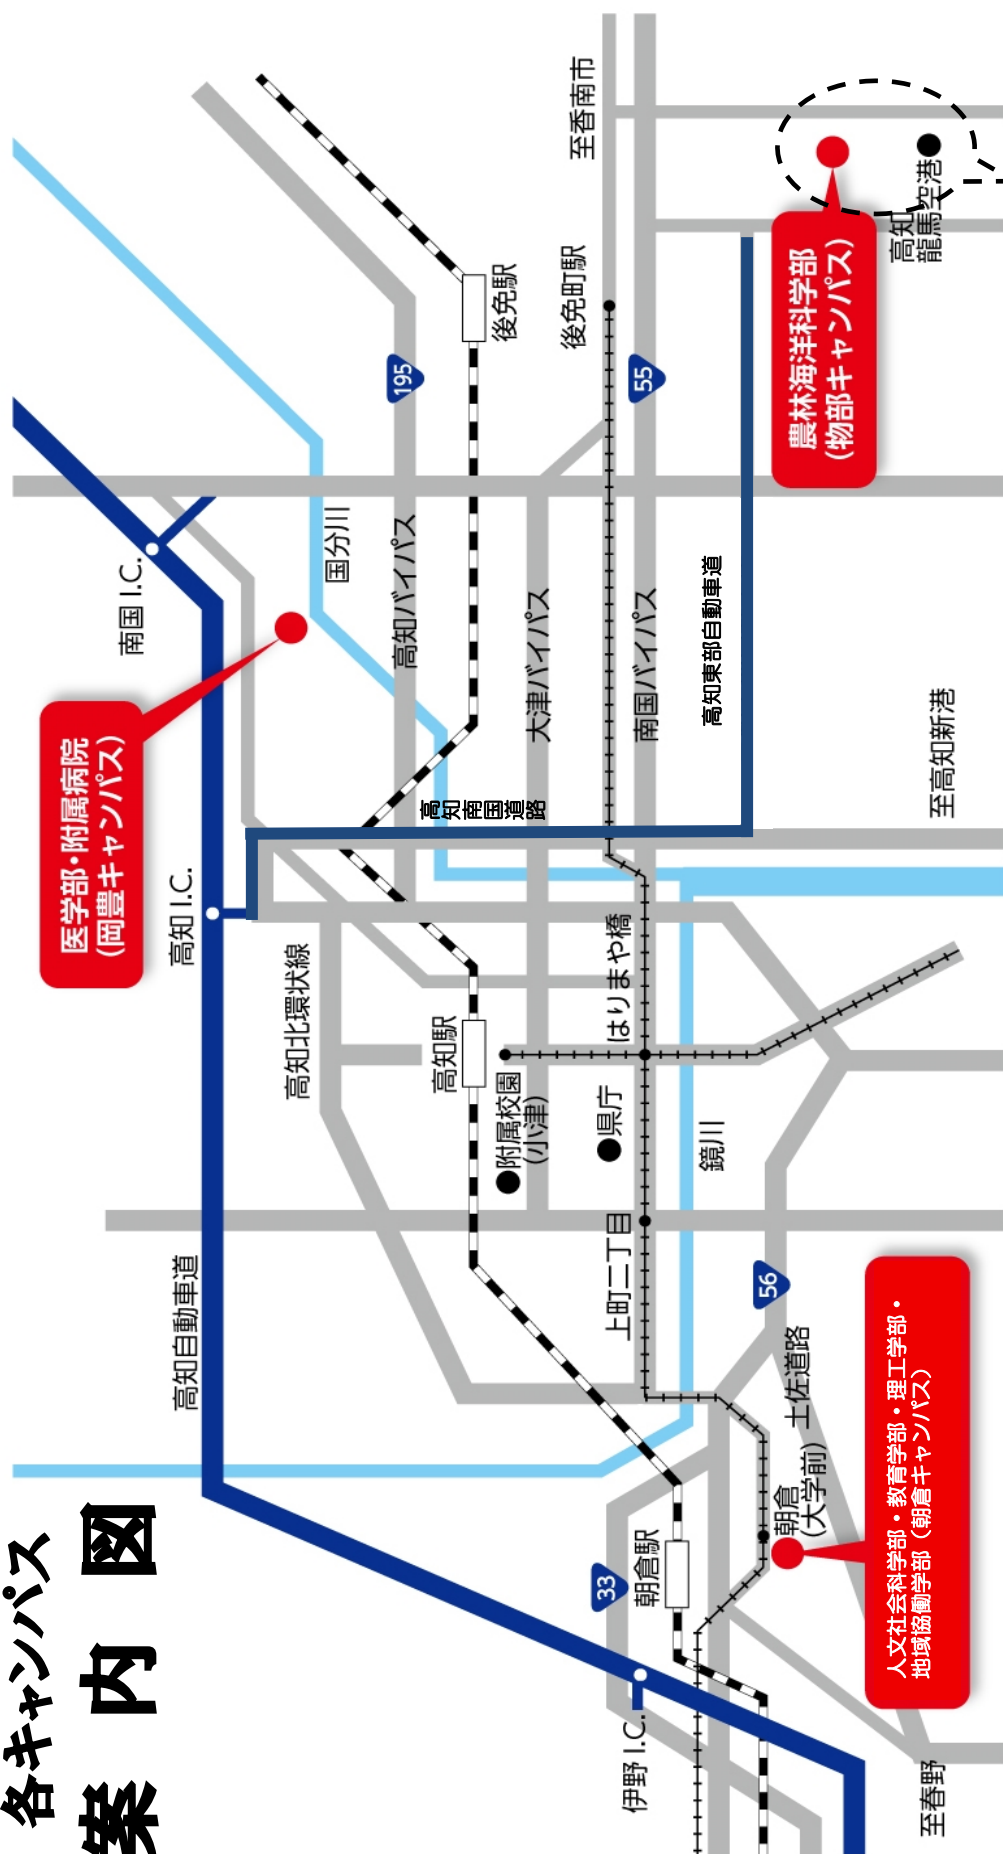 各キャンパス
案内図
高知自動車道
南国 I.C.
高知 I.C.
伊野 I.C.
医学部・附属病院
(岡豊キャンパス)
国分川
高知北環状線
高知バイパス
195
後免駅
高知南国道路
高知駅
附属校園
(小津)
大津バイパス
至香南市
後免町駅
55
南国バイパス
はりまや橋
県庁
上町二丁目
鏡川
高知東部自動車道
農林海洋科学部
(物部キャンパス)
高知
龍馬空港
至高知新港
56
土佐道路
朝倉
(大学前)
33
朝倉駅
人文社会科学部・教育学部・理工学部・
地域協働学部（朝倉キャンパス）
至春野